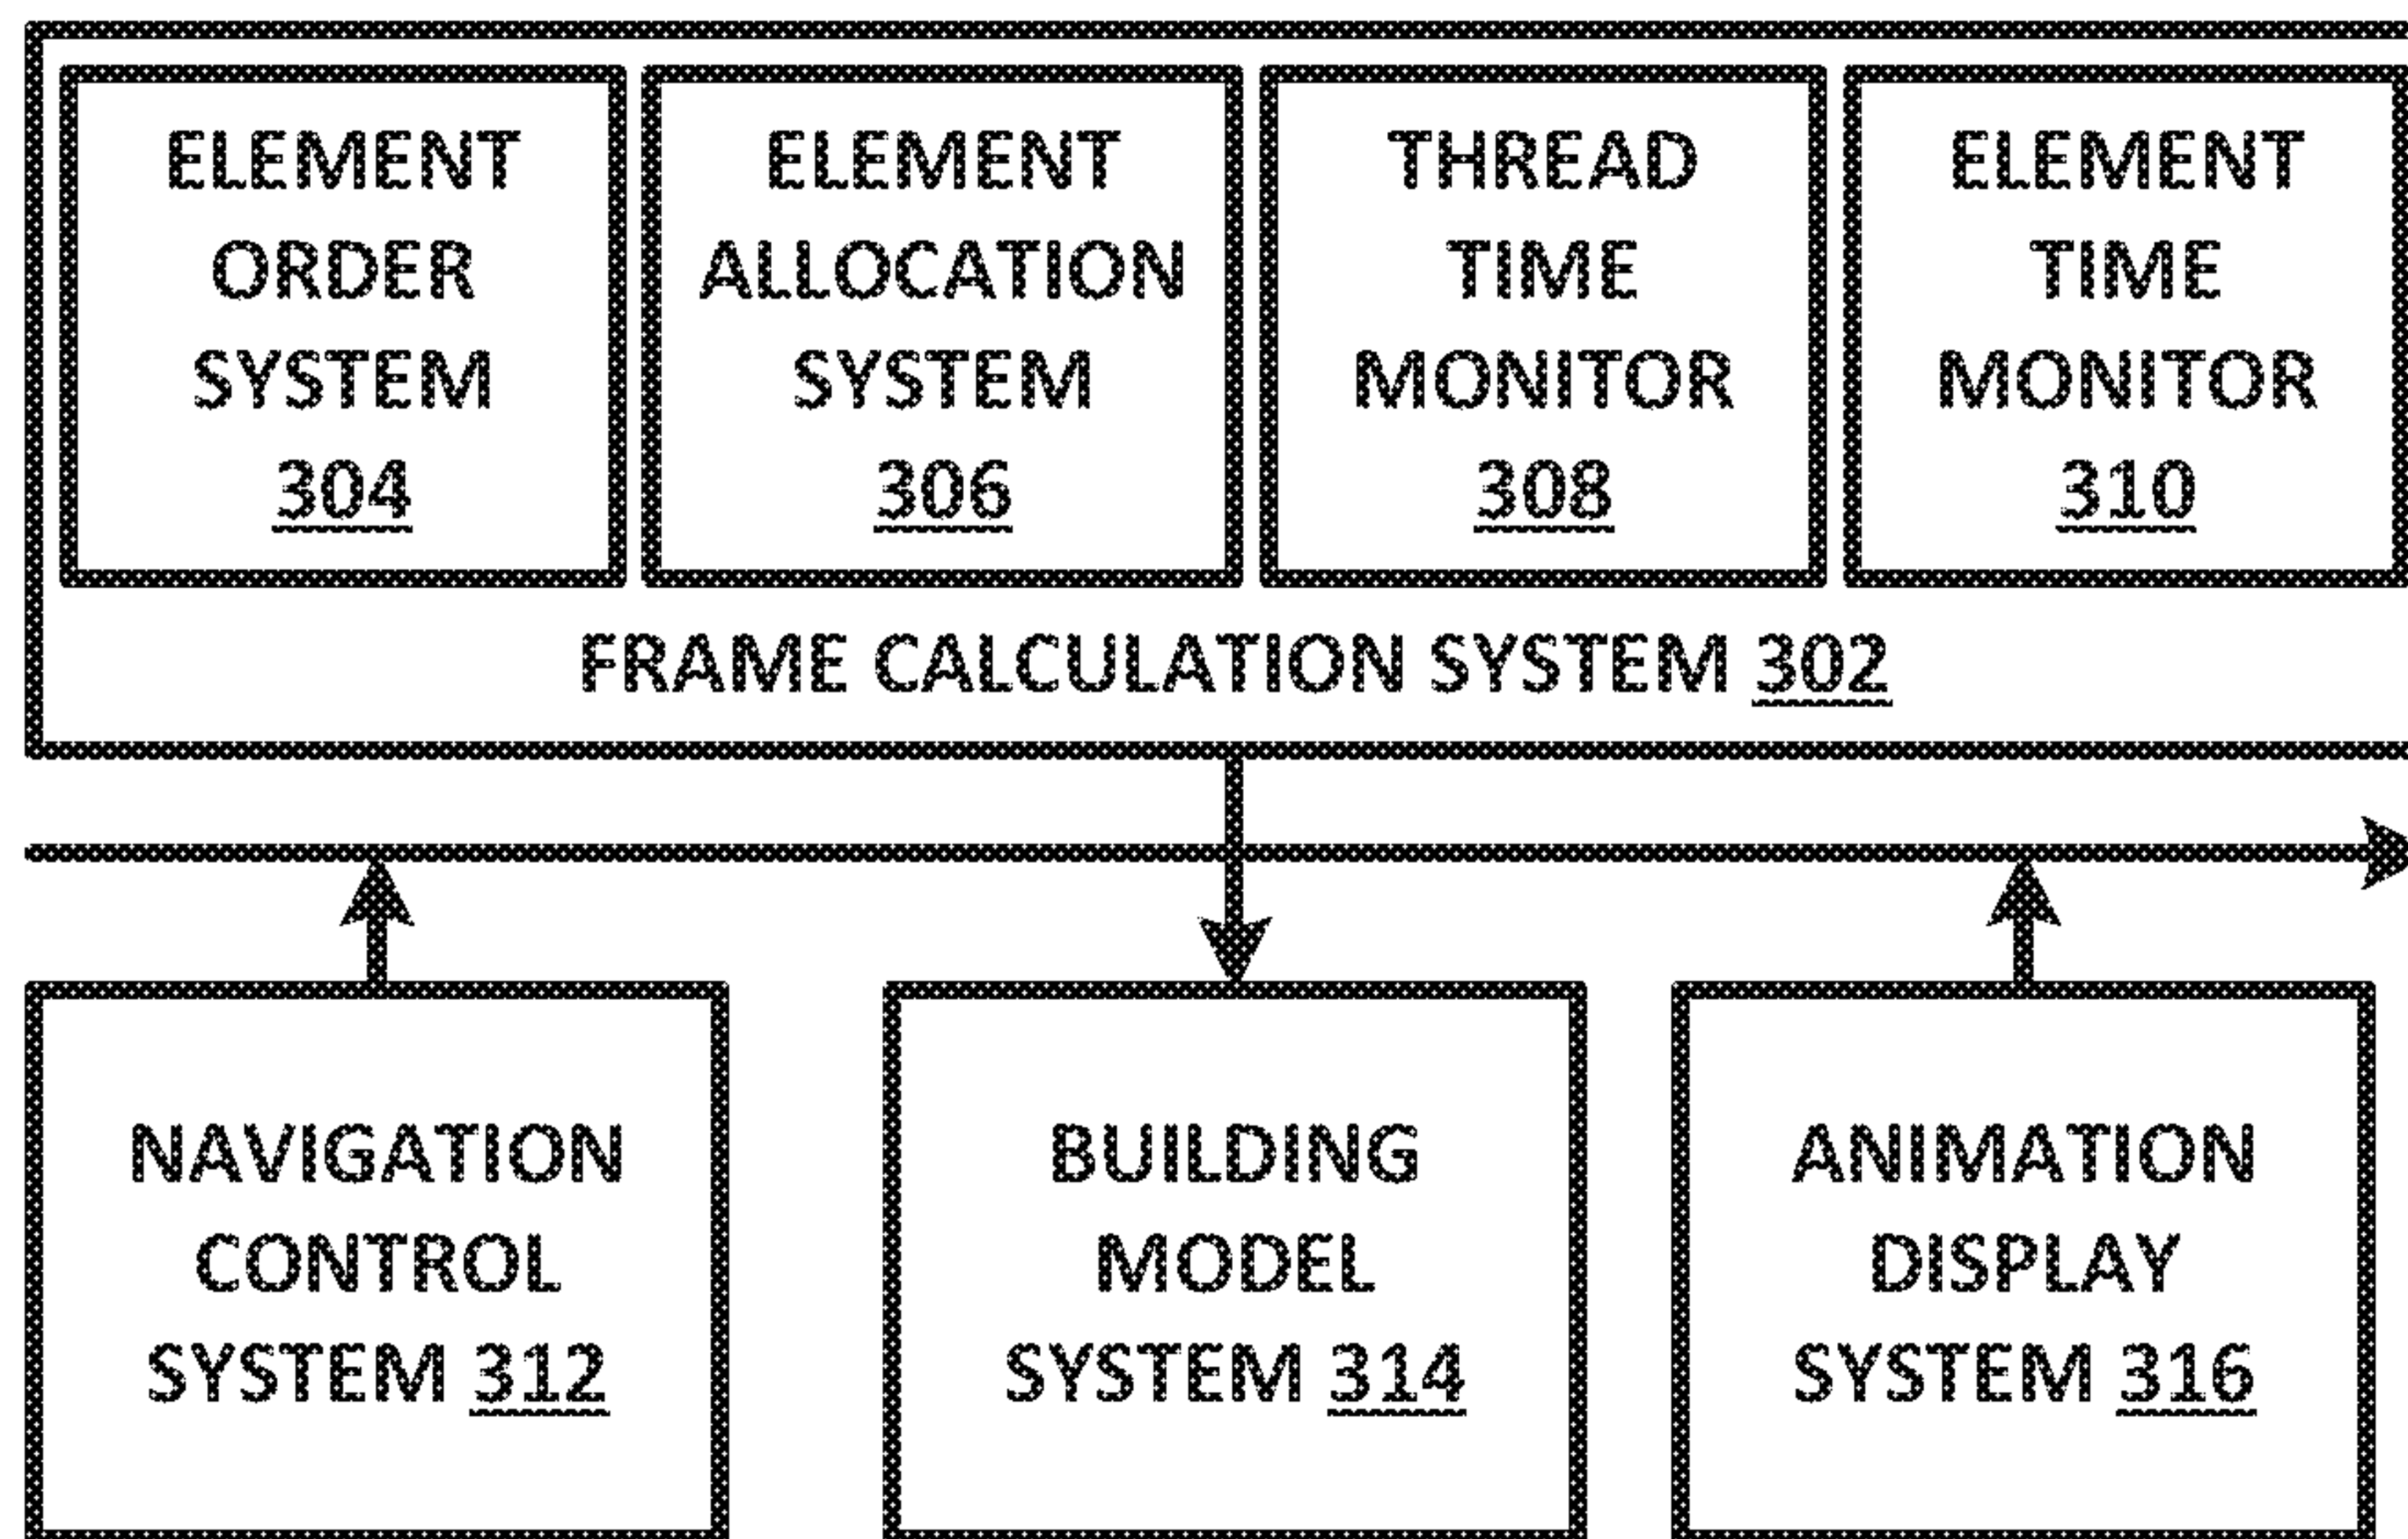 ELEMENT
ORDER
SYSTEM
304
ELEMENT
ALLOCATION
SYSTEM
306
THREAD
TIME
MONITOR
308
ELEMENT
TIME
MONITOR
310
FRAME CALCULATION SYSTEM 302
NAVIGATION
CONTROL
SYSTEM 312
BUILDING
MODEL
SYSTEM 314
ANIMATION
DISPLAY
SYSTEM 316